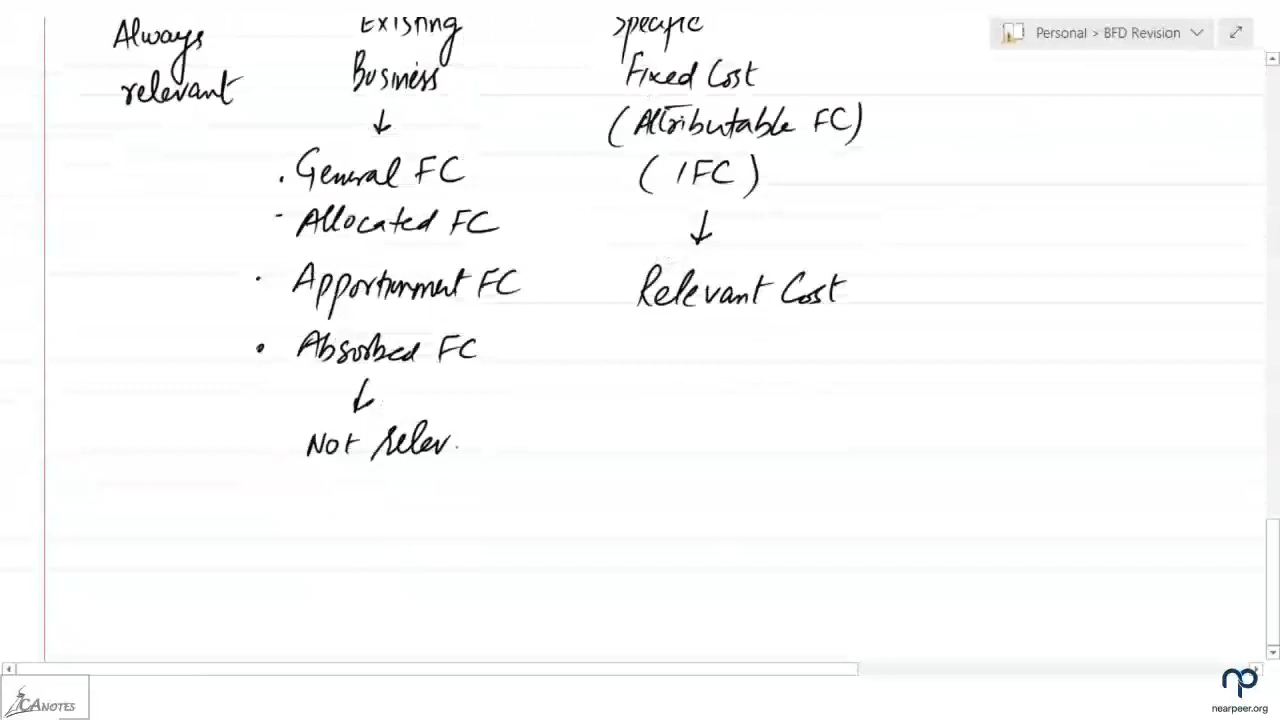 Always
relevant
Existing
Business
↓
. General FC
- Allocated FC
· Apportionment FC
• Absorbed FC
↓
Not relev.
Specific
Fixed Cost
(Attributable FC)
(IFC)
↓
Relevant Cost
Personal > BFD Revision
CANOTES
np
nearpeer.org